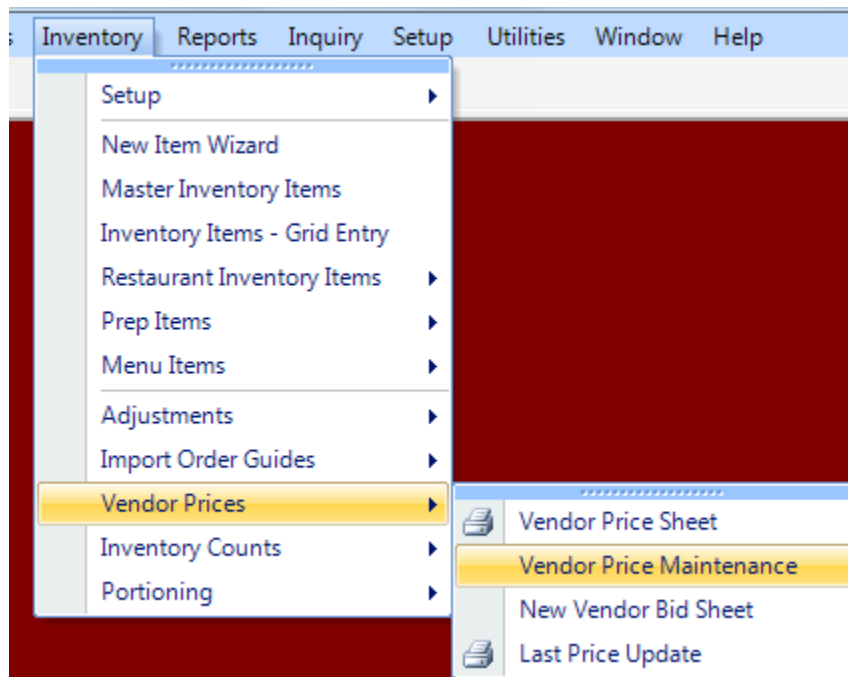 Inventory Reports Inquiry Setup Utilities Window Help
Setup
New Item Wizard
Master Inventory Items
Inventory Items - Grid Entry
Restaurant Inventory Items
Prep Items
Menu Items
Adjustments
Import Order Guides
Vendor Prices
Vendor Price Sheet
Inventory Counts
Vendor Price Maintenance
Portioning
New Vendor Bid Sheet
Last Price Update